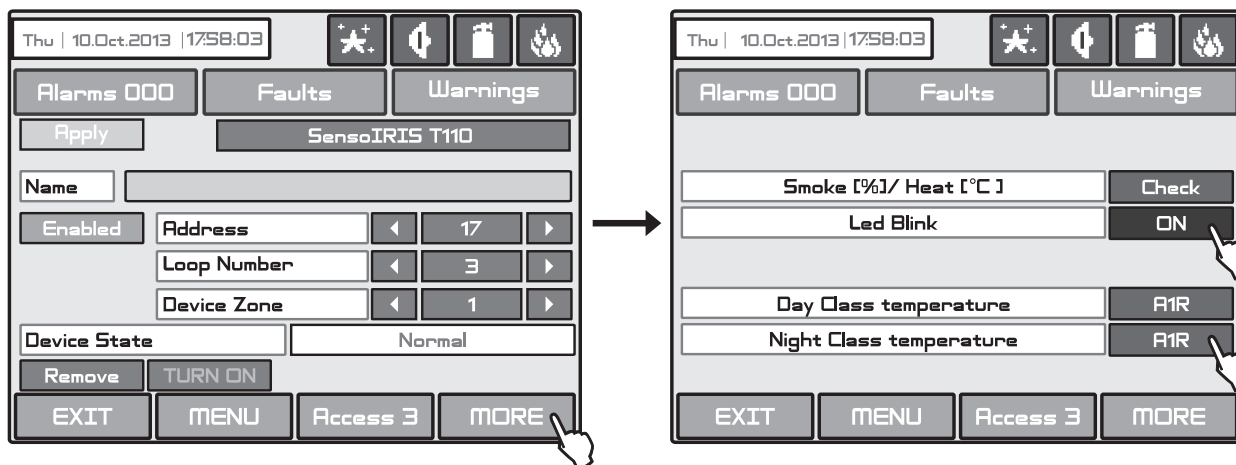 Thu | 10.Oct.2013 |17:58:03
Alarms 000 Faults Warnings
Apply SensoIRIS T110
Name
Enabled Address 17
Loop Number 3
Device Zone 1
Device State Normal
Remove TURN ON
EXIT MENU Access 3 MORE
Thu | 10.Oct.2013 |17:58:03
Alarms 000 Faults Warnings
Smoke [%]/ Heat [°C ] Check
Led Blink ON
Day Class temperature A1R
Night Class temperature A1R
EXIT MENU Access 3 MORE